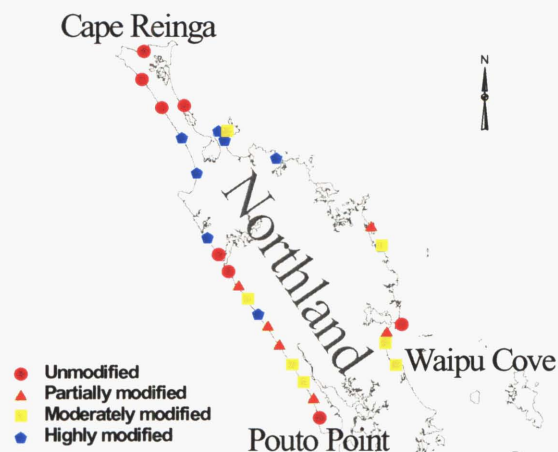 Cape Reinga
N
Northland
Waipu Cove
Unmodified
Partially modified
Moderately modified
Highly modified
Pouto Point